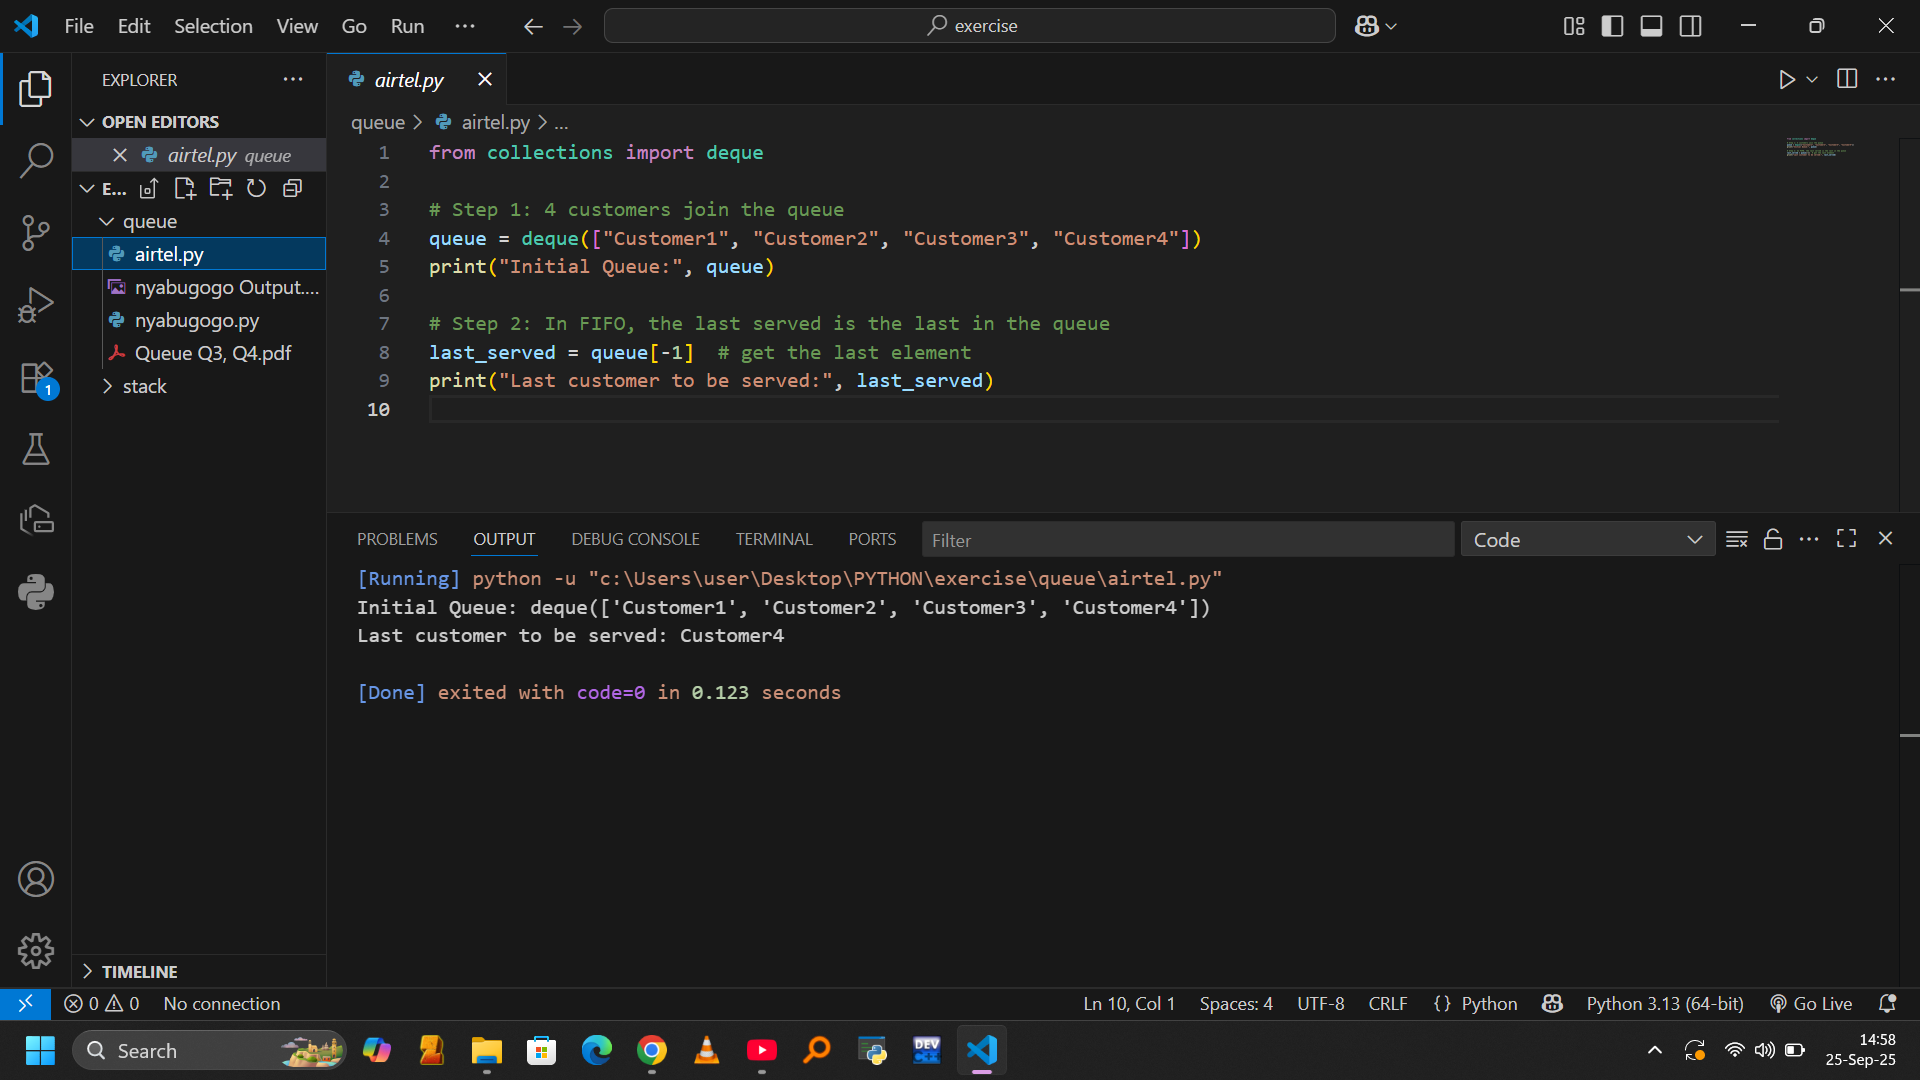 File Edit Selection View Go Run ...
exercise
EXPLORER
OPEN EDITORS
airtel.py queue
E...
queue
airtel.py
nyabugogo Output....
nyabugogo.py
Queue Q3, Q4.pdf
stack
1
TIMELINE
airtel.py
queue > airtel.py > ...
1 from collections import deque
2
3 # Step 1: 4 customers join the queue
4 queue = deque(["Customer1", "Customer2", "Customer3", "Customer4"])
5 print("Initial Queue:", queue)
6
7 # Step 2: In FIFO, the last served is the last in the queue
8 last_served = queue[-1]  # get the last element
9 print("Last customer to be served:", last_served)
10
PROBLEMS OUTPUT DEBUG CONSOLE TERMINAL PORTS Filter Code
[Running] python -u "c:\Users\user\Desktop\PYTHON\exercise\queue\airtel.py"
Initial Queue: deque(['Customer1', 'Customer2', 'Customer3', 'Customer4'])
Last customer to be served: Customer4
[Done] exited with code=0 in 0.123 seconds
0 0 No connection Ln 10, Col 1 Spaces: 4 UTF-8 CRLF {} Python Python 3.13 (64-bit) Go Live
Search
DEV
14:58
25-Sep-25